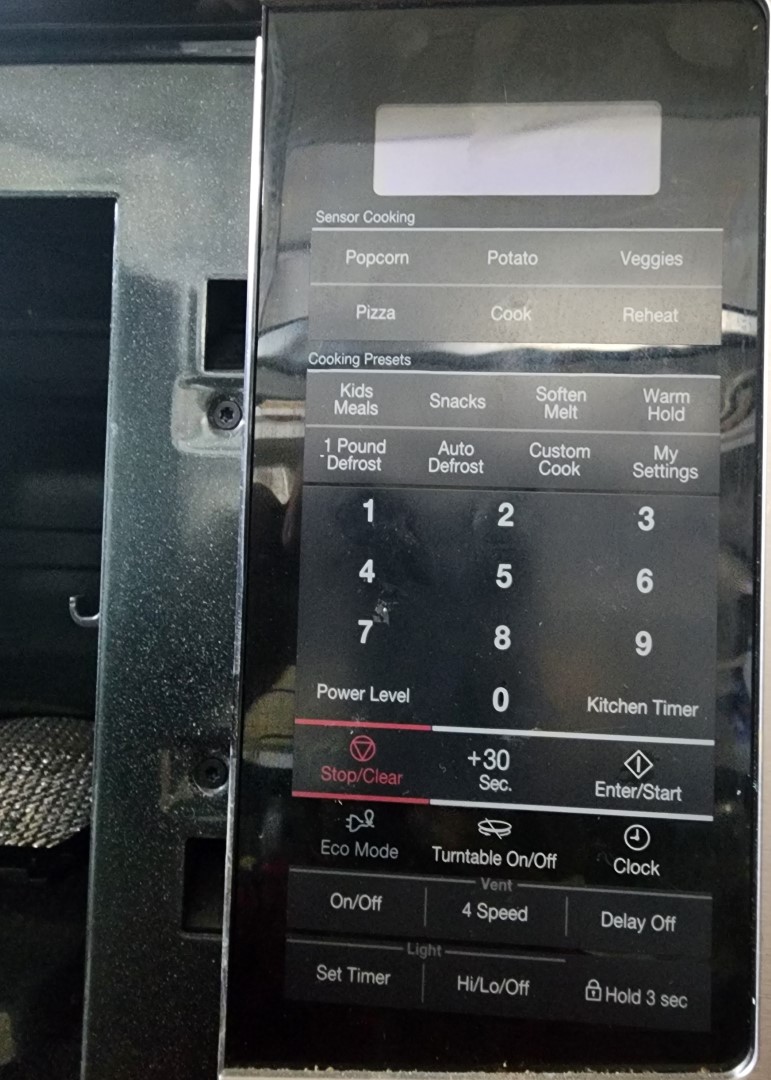 Sensor Cooking
Popcorn Potato Veggies
Pizza Cook Reheat
Cooking Presets
Kids Meals Snacks Soften Melt Warm Hold
1 Pound Defrost Auto Defrost Custom Cook My Settings
1 2 3
4 5 6
7 8 9
Power Level 0 Kitchen Timer
Stop/Clear +30 Sec. Enter/Start
Eco Mode Turntable On/Off Clock
Vent
On/Off 4 Speed Delay Off
Light
Set Timer Hi/Lo/Off Hold 3 sec